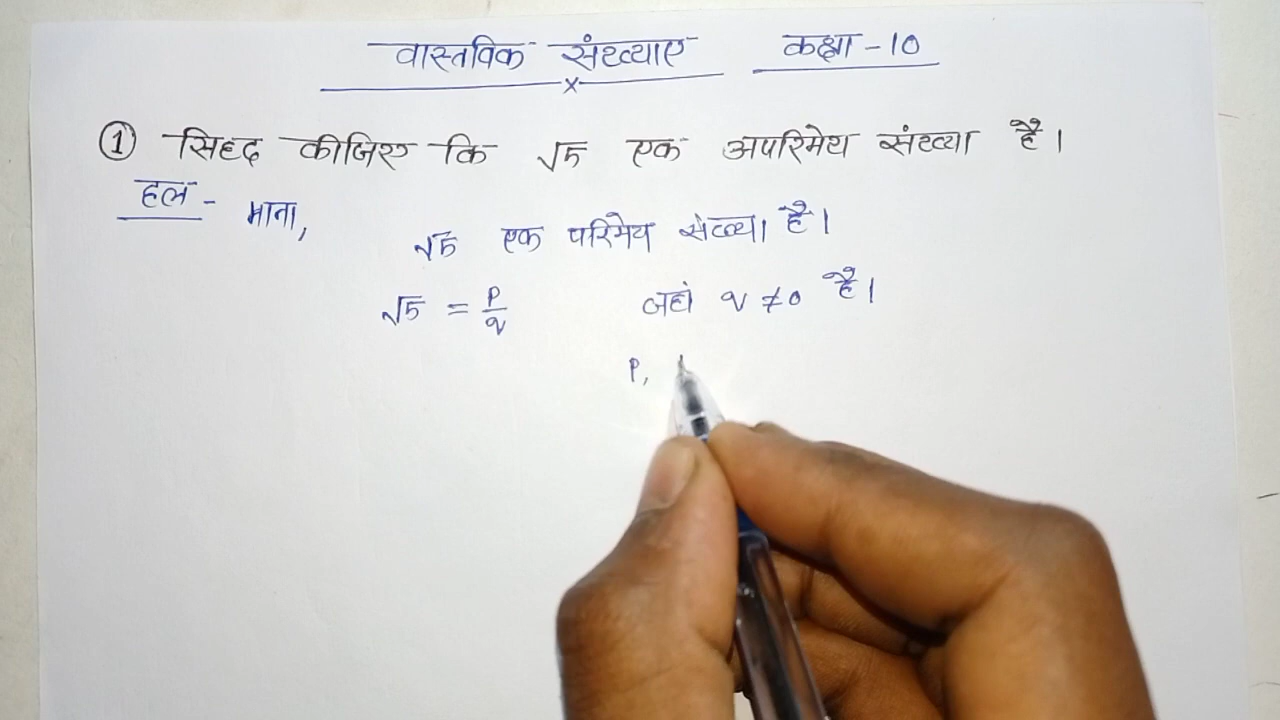 वास्तविक संख्याए कक्षा - 10
x
① सिद्द कीजिए कि √5 एक अपरिमेय संख्या है।
हल - माना,
√5 एक परिमेय संख्या है।
√5 = P/q जहां q ≠ 0 है।
P,